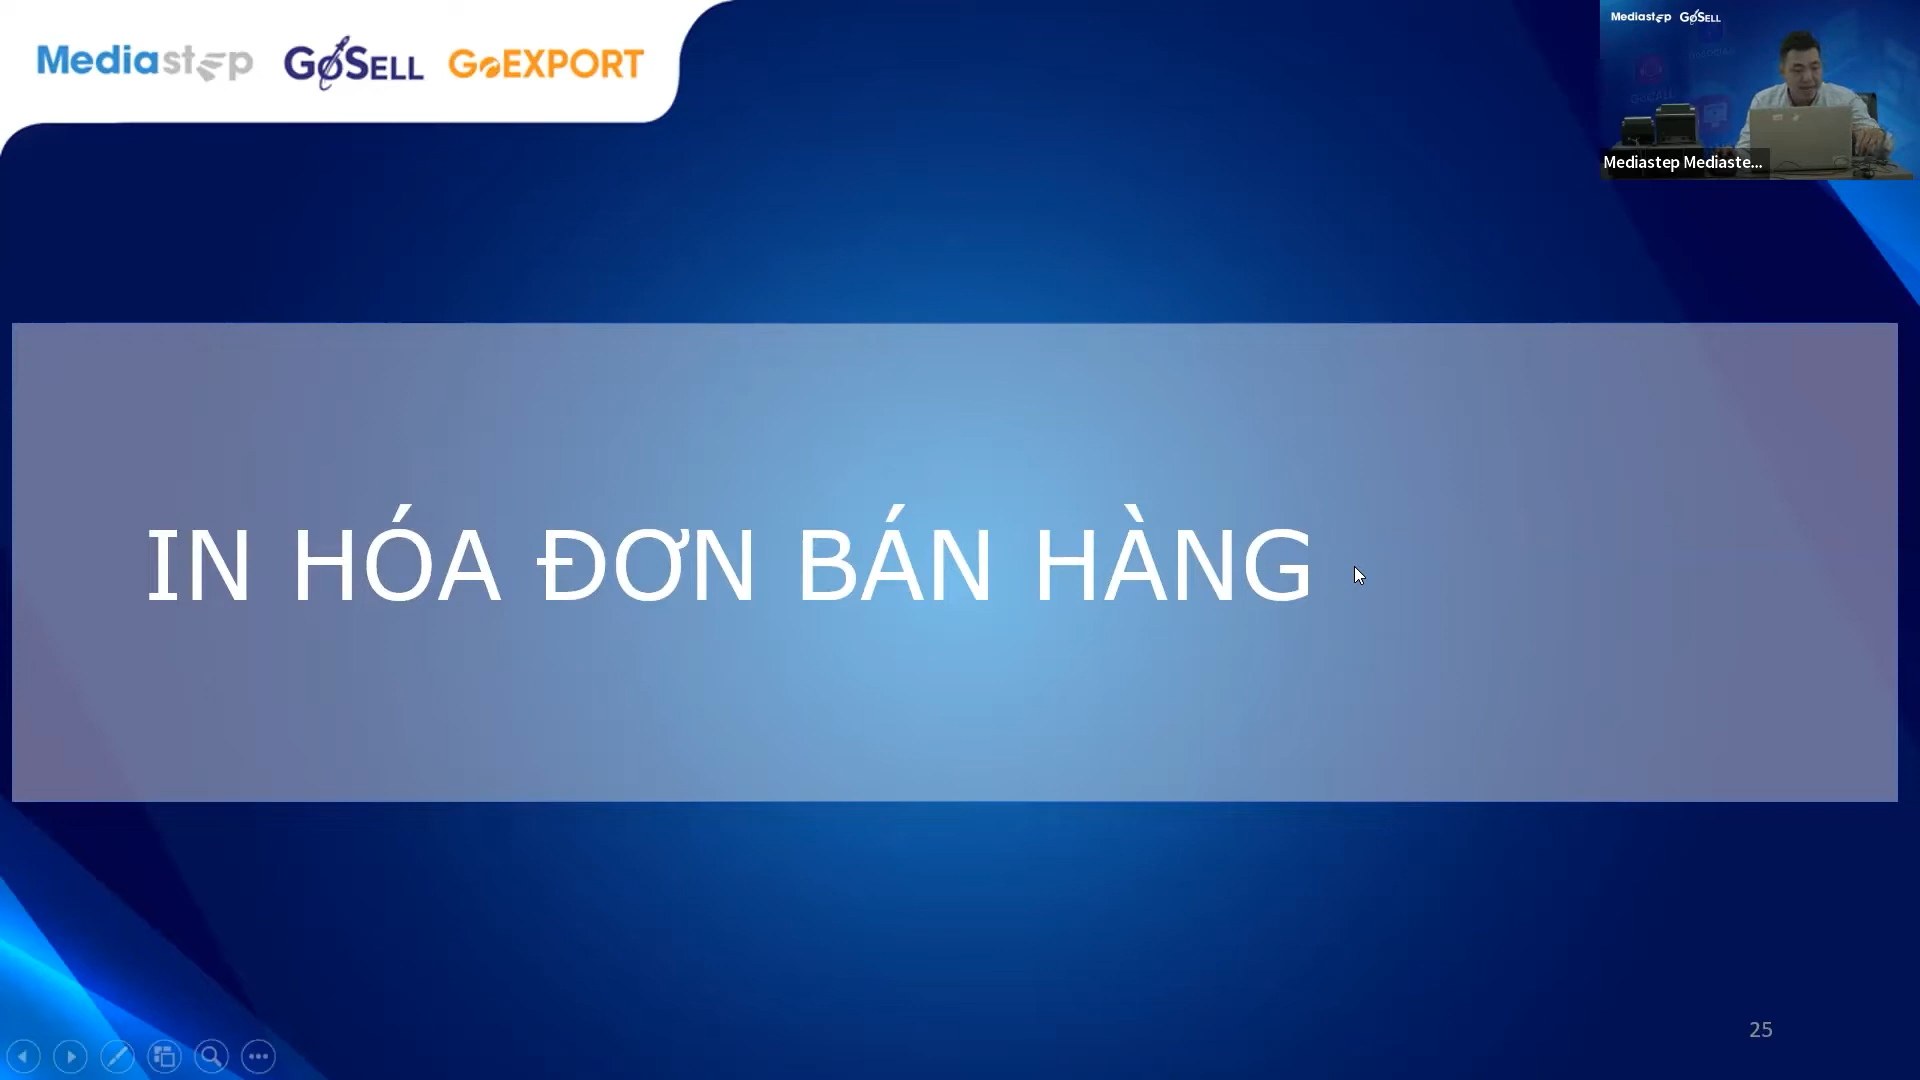 Mediastep GoSELL GoEXPORT
Mediastep GoSELL
Mediastep Mediaste...
IN HÓA ĐƠN BÁN HÀNG
25